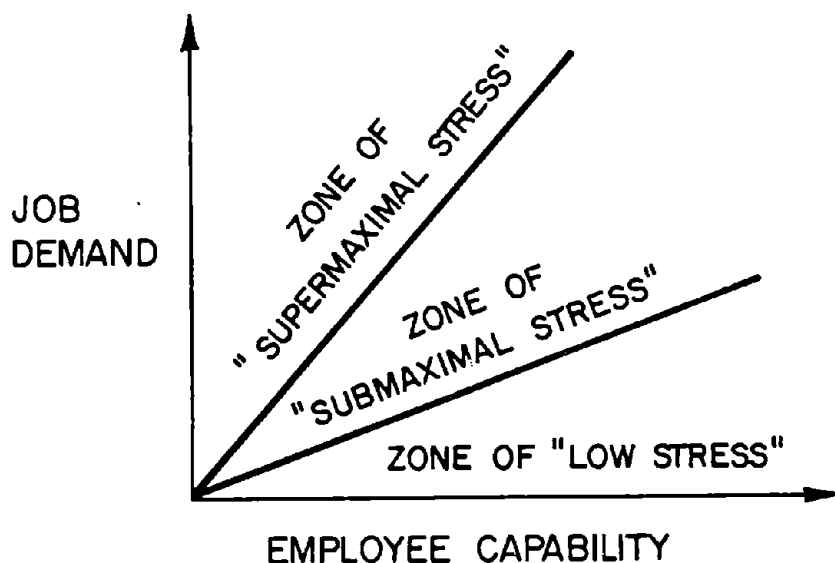 JOB
DEMAND
ZONE OF
"SUPERMAXIMAL STRESS"
ZONE OF
"SUBMAXIMAL STRESS"
ZONE OF "LOW STRESS"
EMPLOYEE CAPABILITY